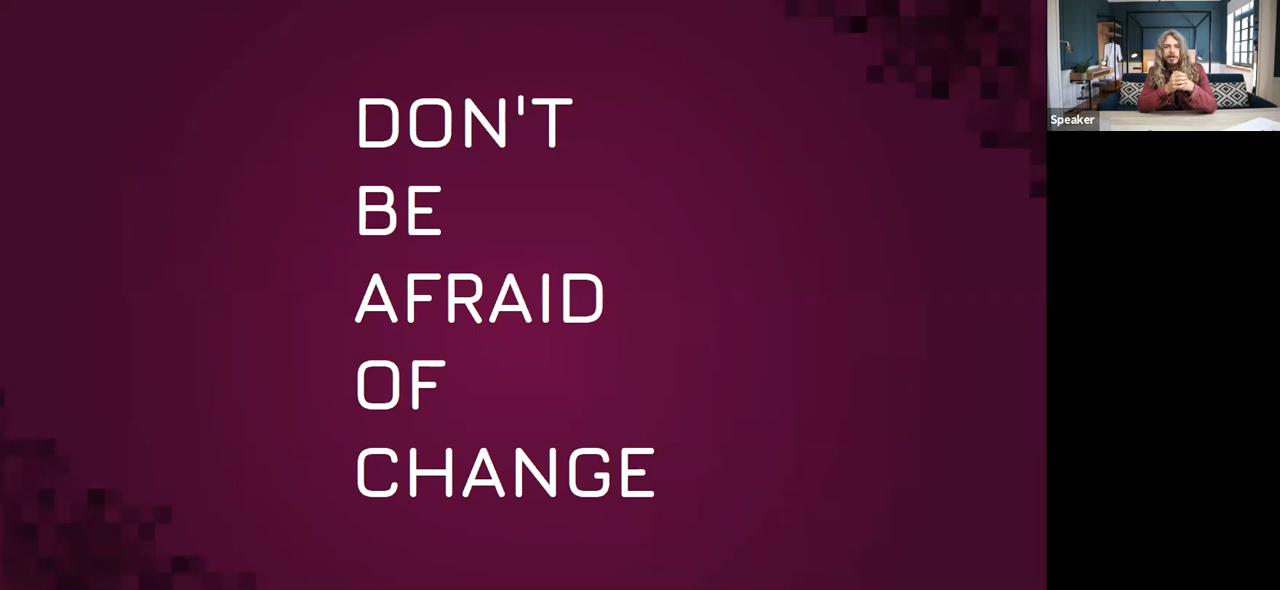 DON'T
BE
AFRAID
OF
CHANGE
Speaker